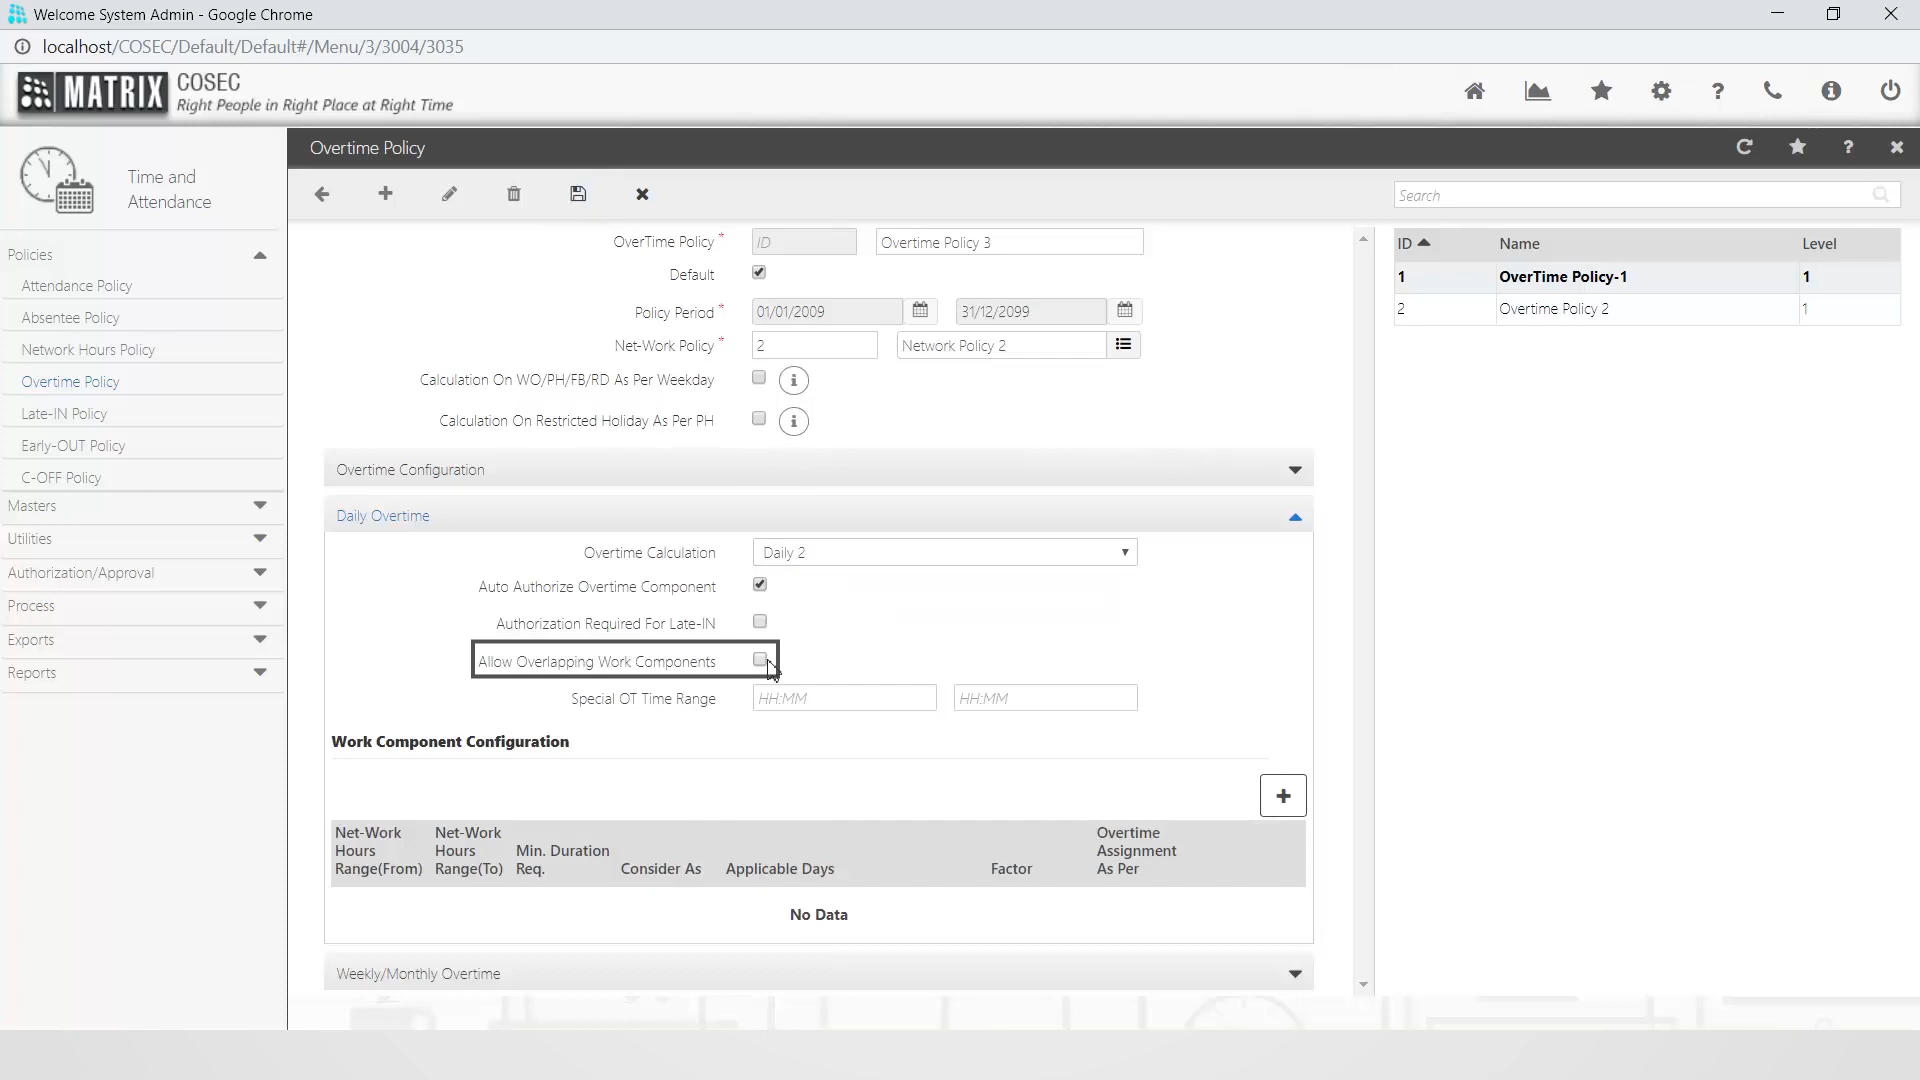 Welcome System Admin - Google Chrome
localhost/COSEC/Default/Default#/Menu/3/3004/3035
MATRIX COSEC
Right People in Right Place at Right Time
Time and
Attendance
Policies
Attendance Policy
Absentee Policy
Network Hours Policy
Overtime Policy
Late-IN Policy
Early-OUT Policy
C-OFF Policy
Masters
Utilities
Authorization/Approval
Process
Exports
Reports
Overtime Policy
OverTime Policy * ID Overtime Policy 3
Default
Policy Period * 01/01/2009 31/12/2099
Net-Work Policy * 2 Network Policy 2
Calculation On WO/PH/FB/RD As Per Weekday
Calculation On Restricted Holiday As Per PH
Overtime Configuration
Daily Overtime
Overtime Calculation Daily 2
Auto Authorize Overtime Component
Authorization Required For Late-IN
Allow Overlapping Work Components
Special OT Time Range HH:MM HH:MM
Work Component Configuration
+
Net-Work Hours Range(From) Net-Work Hours Range(To) Min. Duration Req. Consider As Applicable Days Factor Overtime Assignment As Per
No Data
Weekly/Monthly Overtime
Search
ID Name Level
1 OverTime Policy-1 1
2 Overtime Policy 2 1